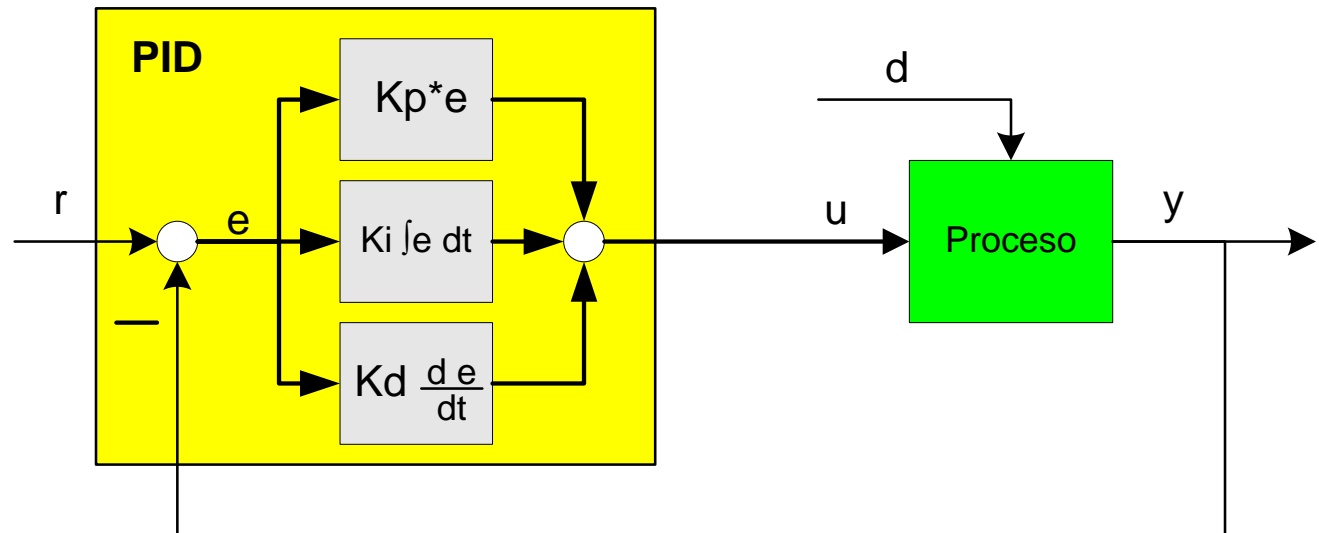 PID
Kp*e
d
r
e
Ki ∫e dt
u
Proceso
y
—
Kd d e
dt